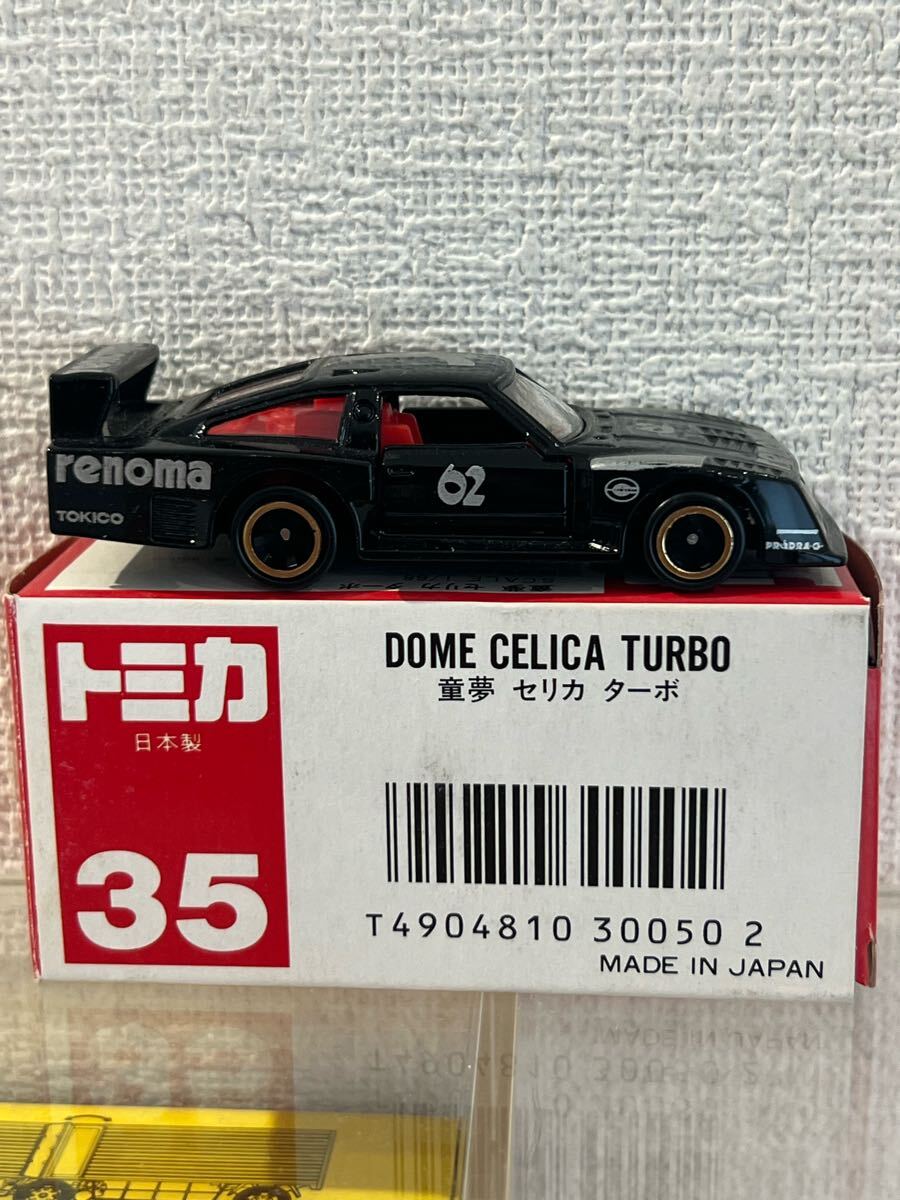 renoma
TOKICO
62
トミカ
日本製
35
DOME CELICA TURBO
童夢 セリカ ターボ
T4904810 30050 2
MADE IN JAPAN